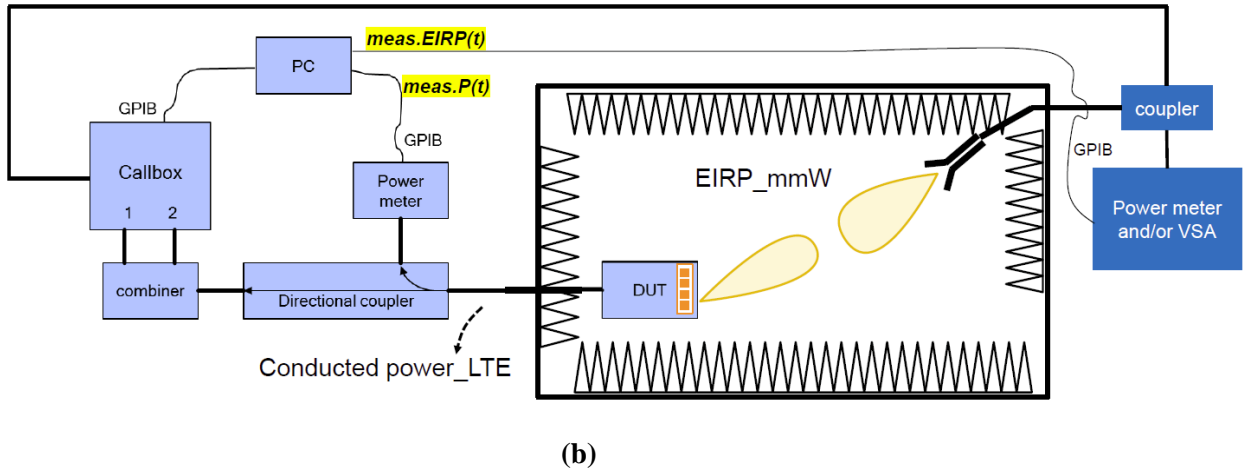 meas.EIRP(t)
PC
meas.P(t)
GPIB
coupler
GPIB
GPIB
Callbox
Power
meter
EIRP_mmW
Power meter
and/or VSA
1 2
combiner
Directional coupler
DUT
Conducted power_LTE
(b)